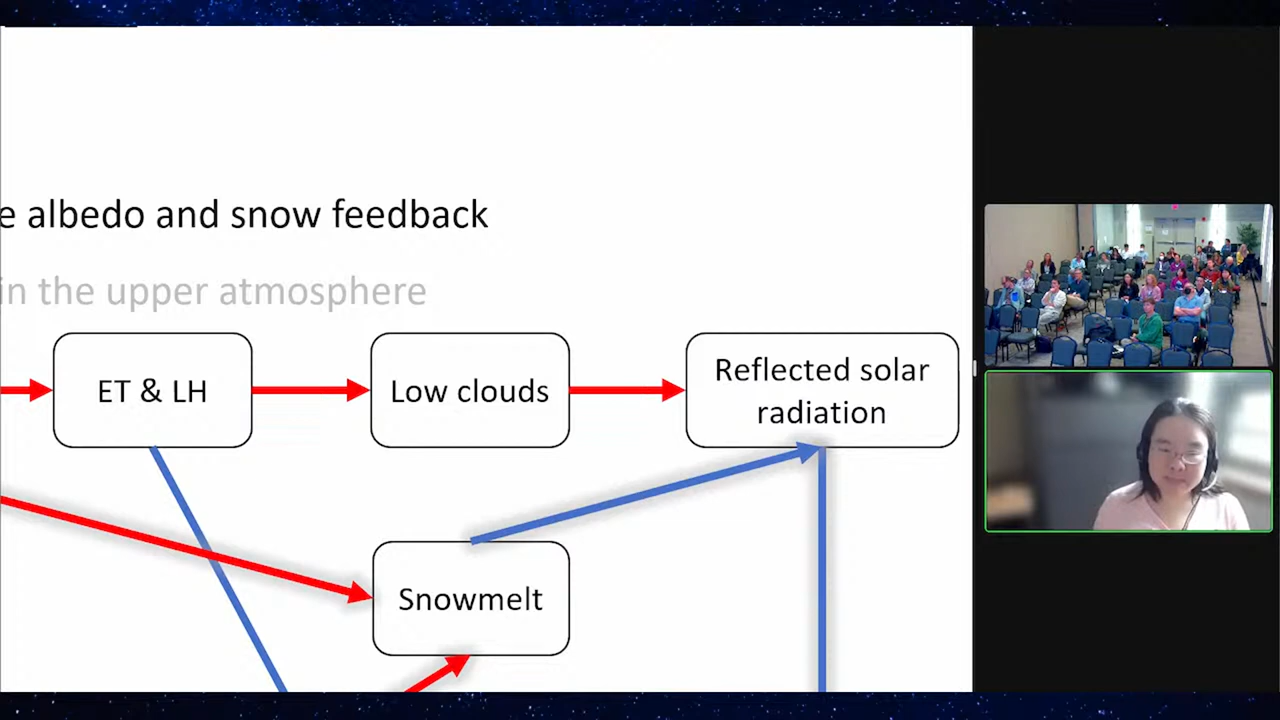 e albedo and snow feedback
in the upper atmosphere
ET & LH
Low clouds
Reflected solar
radiation
Snowmelt